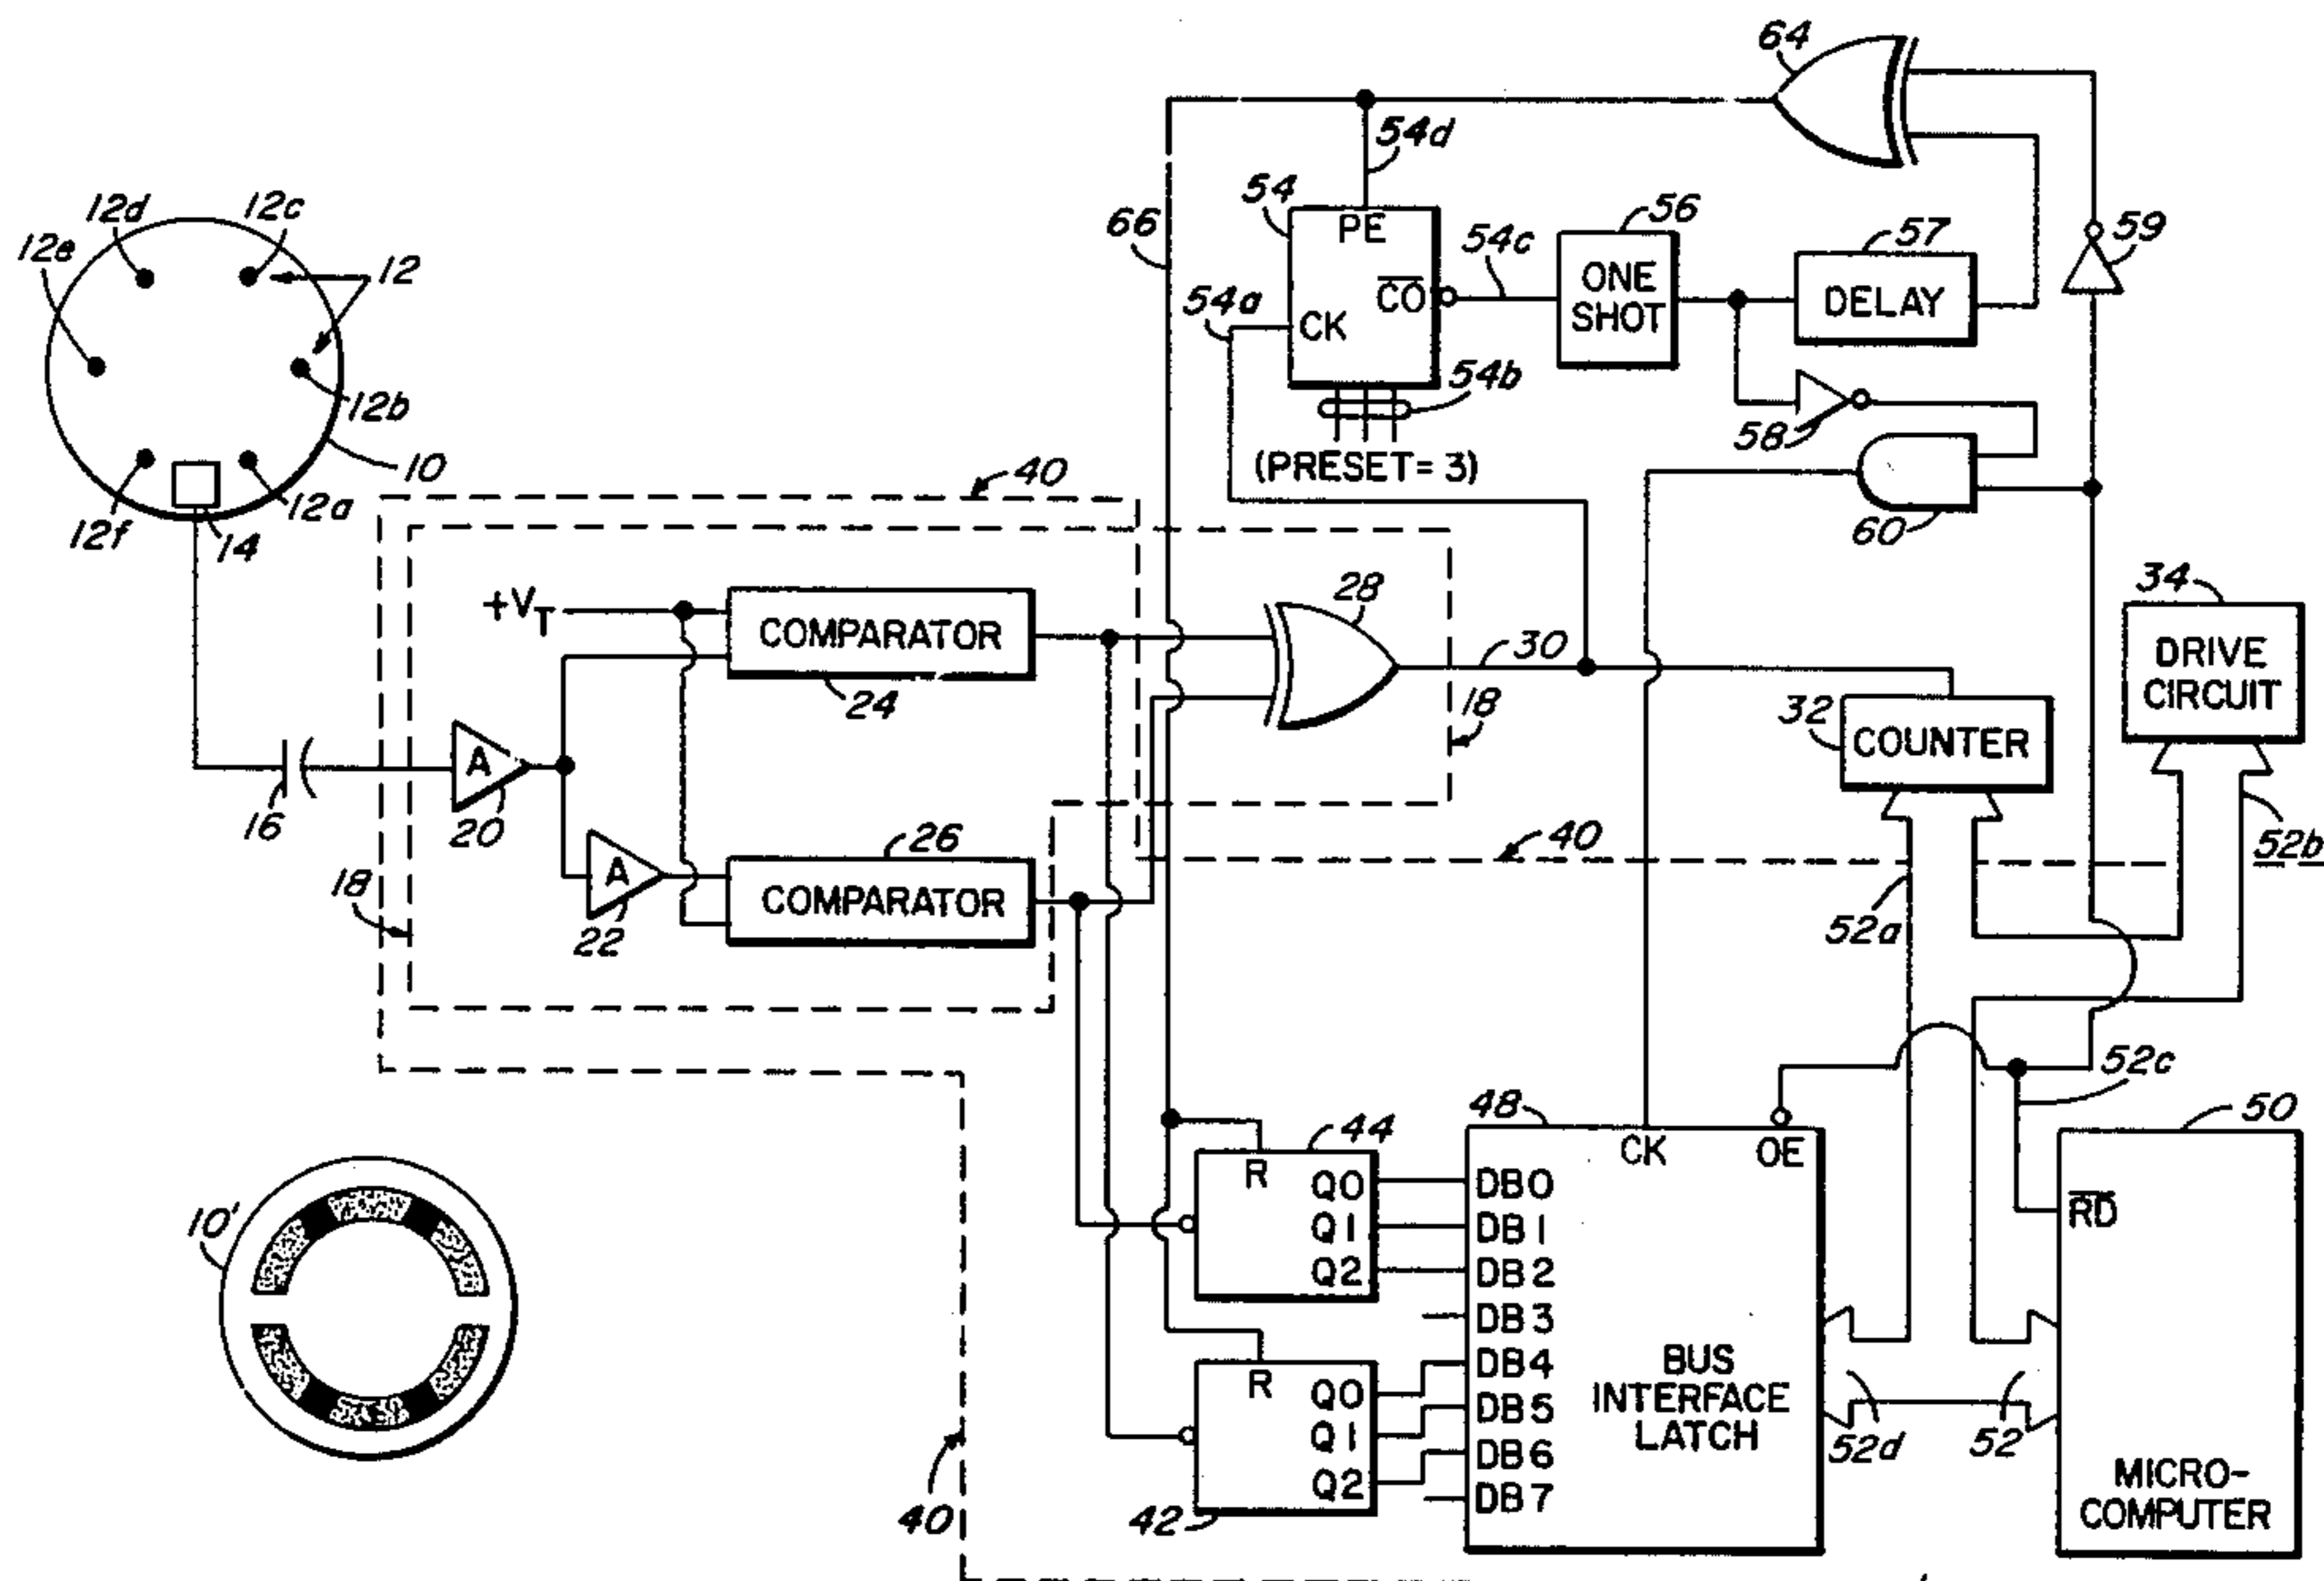 64
54d
12d
12c
54
56
57
59
12e
12
66
PE
54c
ONE
SHOT
DELAY
54a
CO
CK
12b
54b
58
10
(PRESET= 3)
40
12f
14
12a
60
34
+VT
COMPARATOR
28
30
DRIVE
CIRCUIT
24
18
32
COUNTER
16
20
26
40
52b
18
A
A
COMPARATOR
22
52a
52c
48
50
44
CK
OE
R
Q0
DB0
10'
Q1
DB1
RD
Q2
DB2
DB3
BUS
INTERFACE
LATCH
R
Q0
DB4
Q1
DB5
52d
52
Q2
DB6
DB7
MICRO-
COMPUTER
40
42